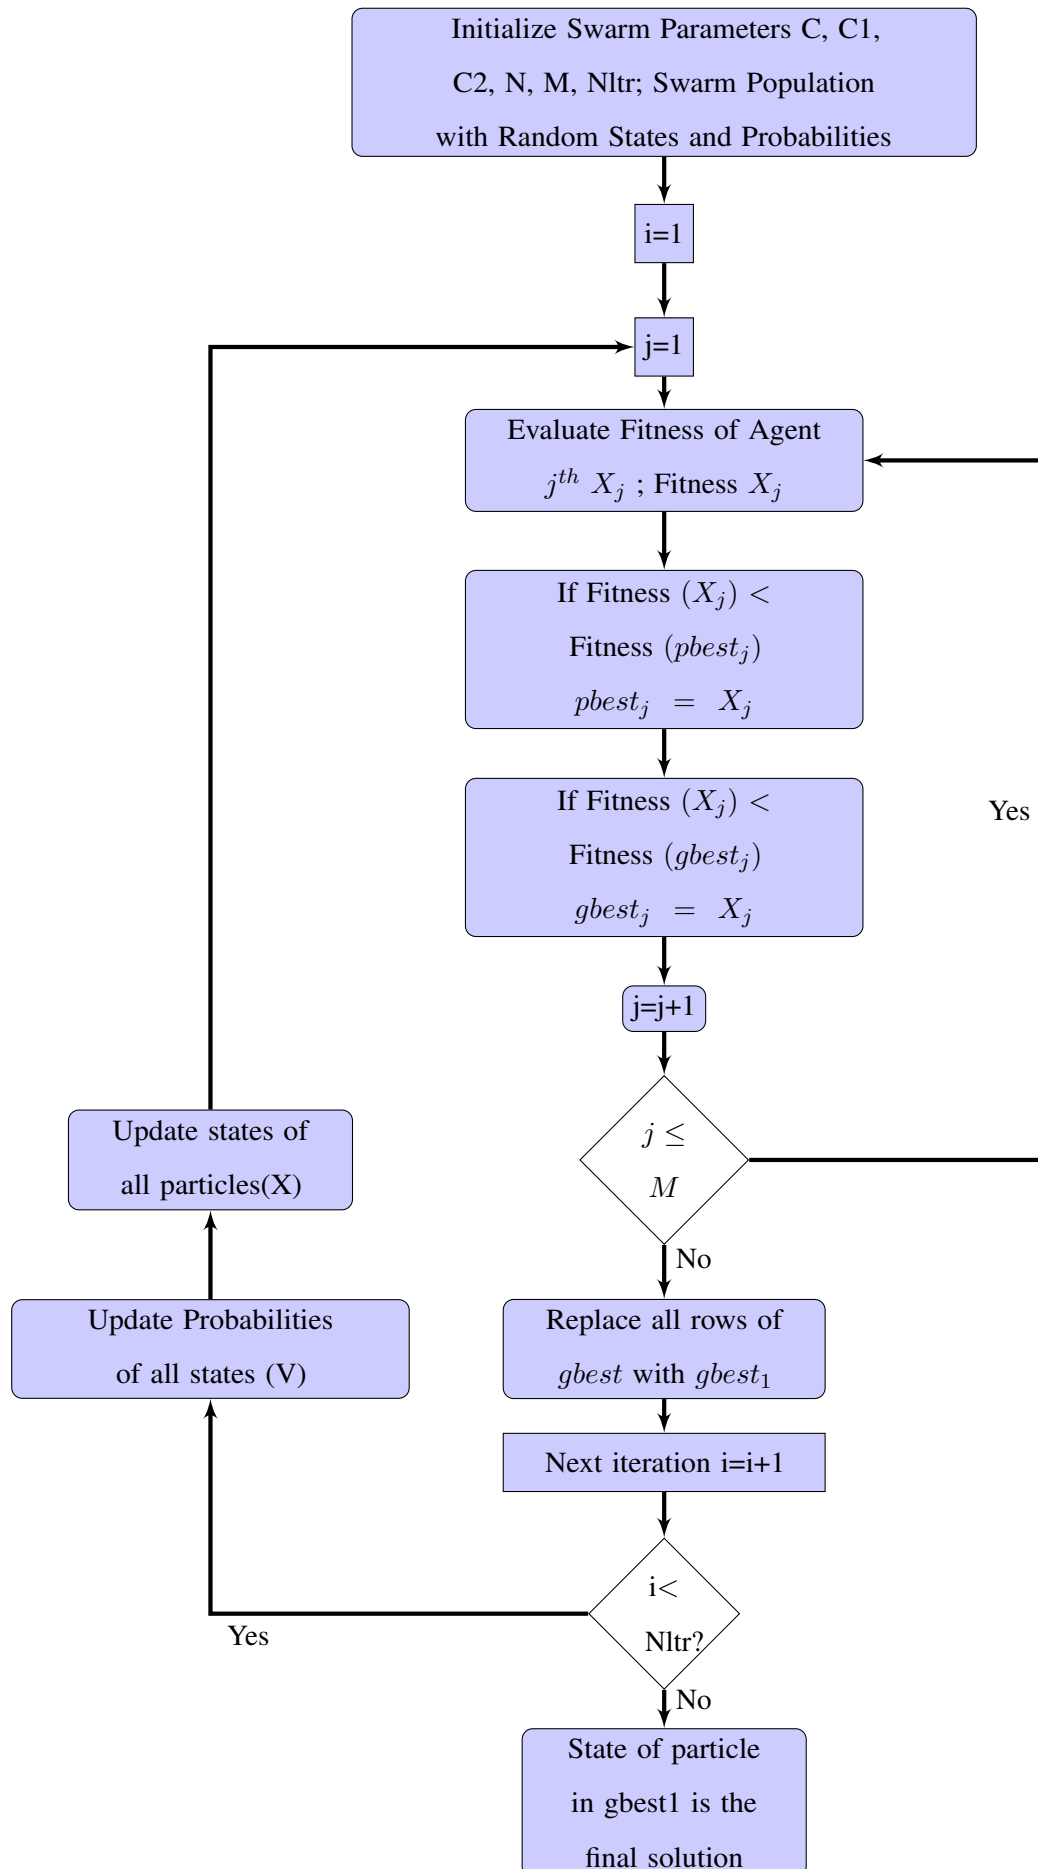 Initialize Swarm Parameters C, C1,
C2, N, M, Nltr; Swarm Population
with Random States and Probabilities
i=1
j=1
Evaluate Fitness of Agent
$j^{th}$ $X_j$ ; Fitness $X_j$
If Fitness $(X_j) <$
Fitness $(pbest_j)$
$pbest_j = X_j$
If Fitness $(X_j) <$
Fitness $(gbest_j)$
$gbest_j = X_j$
Yes
j=j+1
$j \leq$
$M$
No
Update states of
all particles(X)
Update Probabilities
of all states (V)
Replace all rows of
$gbest$ with $gbest_1$
Next iteration i=i+1
i<
Nltr?
Yes
No
State of particle
in gbest1 is the
final solution